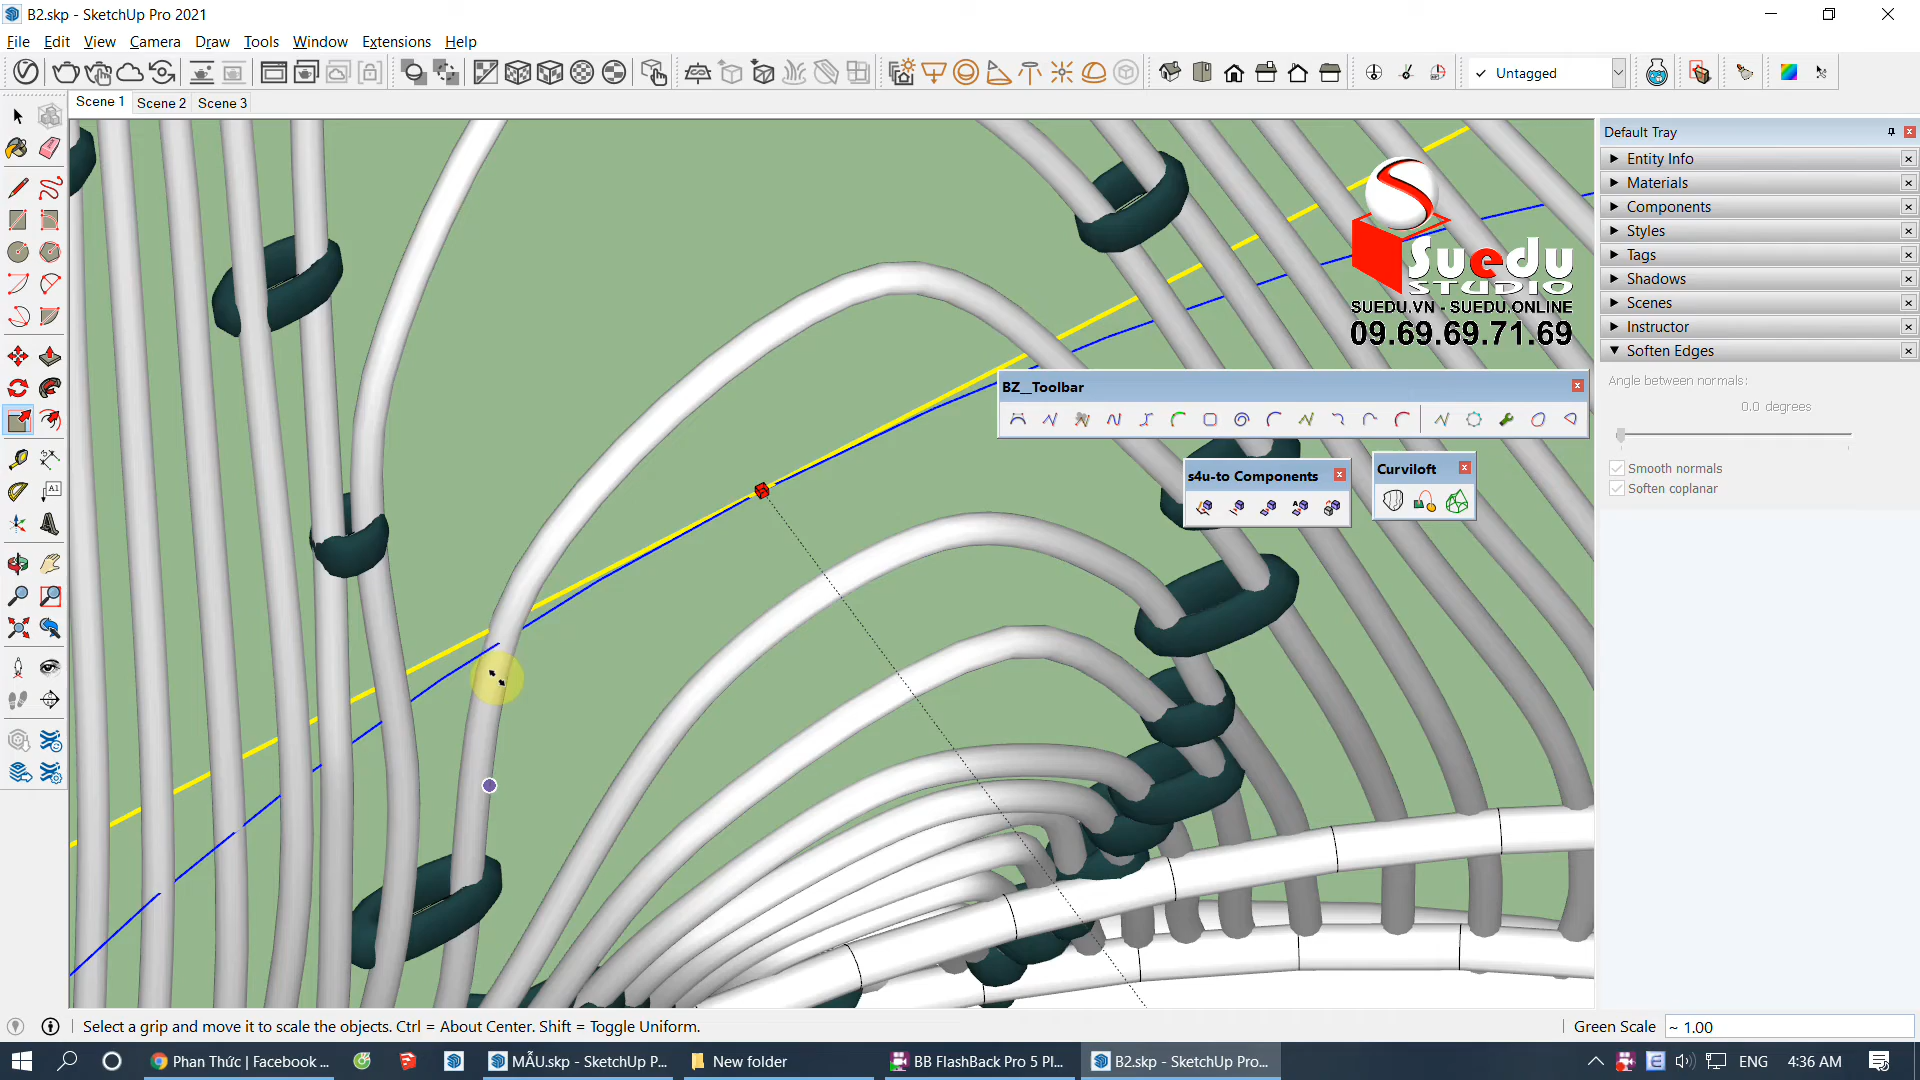 B2.skp - SketchUp Pro 2021
File Edit View Camera Draw Tools Window Extensions Help
Untagged
Scene 1 Scene 2 Scene 3
Default Tray
Entity Info
Materials
Components
Styles
Tags
Shadows
Scenes
Instructor
Soften Edges
Angle between normals:
0.0 degrees
Smooth normals
Soften coplanar
Suedu
STUDIO
SUEDU.VN - SUEDU.ONLINE
09.69.69.71.69
BZ__Toolbar
s4u-to Components
Curviloft
A1
Select a grip and move it to scale the objects. Ctrl = About Center. Shift = Toggle Uniform.
Green Scale ~ 1.00
Phan Thức | Facebook ...
MẪU.skp - SketchUp P...
New folder
BB FlashBack Pro 5 Pl...
B2.skp - SketchUp Pro...
ENG 4:36 AM